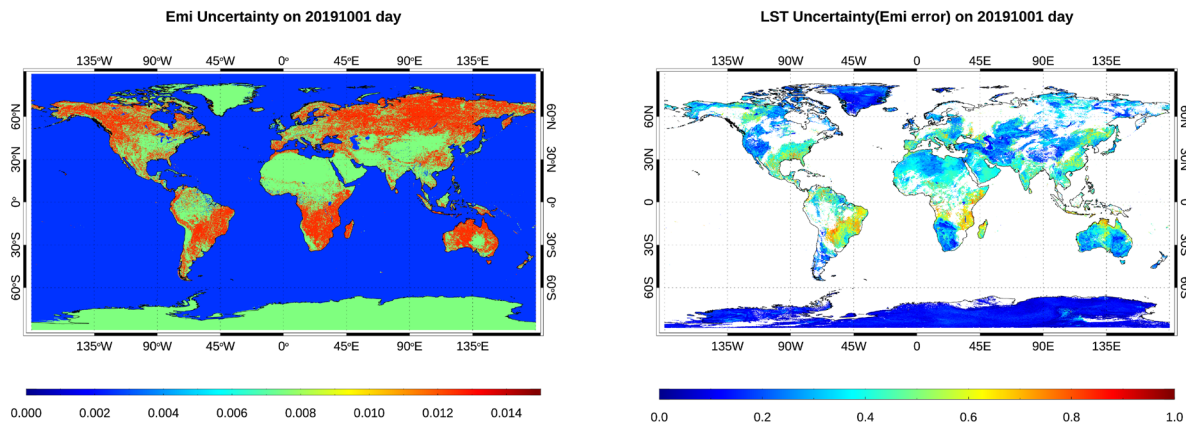 Emi Uncertainty on 20191001 day
135°W 90°W 45°W 0° 45°E 90°E 135°E
60°N 30°N 0° 30°S 60°S
60°N 30°N 0 30°S 60°S
135°W 90°W 45°W 0° 45°E 90°E 135°E
0.000 0.002 0.004 0.006 0.008 0.010 0.012 0.014
LST Uncertainty(Emi error) on 20191001 day
135W 90W 45W 0 45E 90E 135E
60N 30N 0 30S 60S
60N 30N 0 30S 60S
135W 90W 45W 0 45E 90E 135E
0.0 0.2 0.4 0.6 0.8 1.0